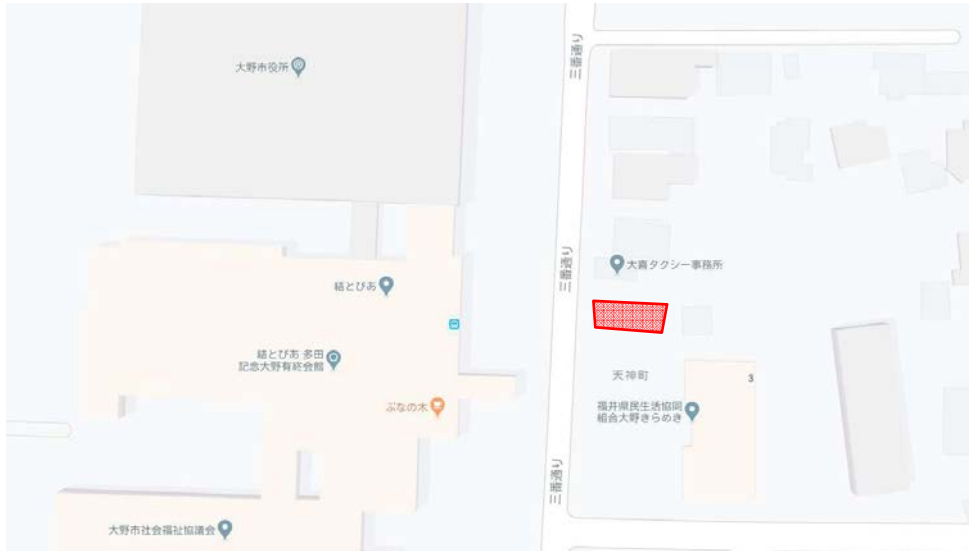 三番通り
大野市役所
三番通り
大喜タクシー事務所
結とぴあ
結とぴあ 多田
記念大野有終会館
天神町
3
ぶなの木
福井県民生活協同
組合大野きらめき
三番通り
大野市社会福祉協議会